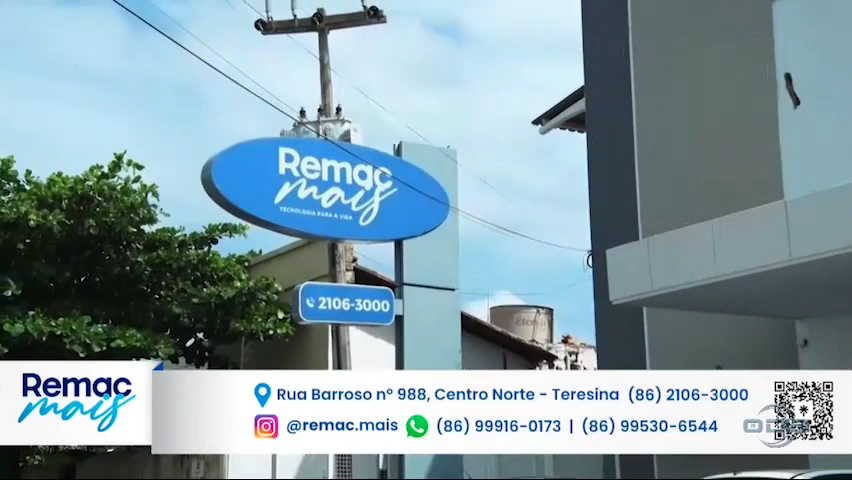 Remac
mais
TECNOLOGIA PARA A VIDA
2106-3000
Eternit
Remac
mais
Rua Barroso nº 988, Centro Norte - Teresina (86) 2106-3000
@remac.mais (86) 99916-0173 | (86) 99530-6544